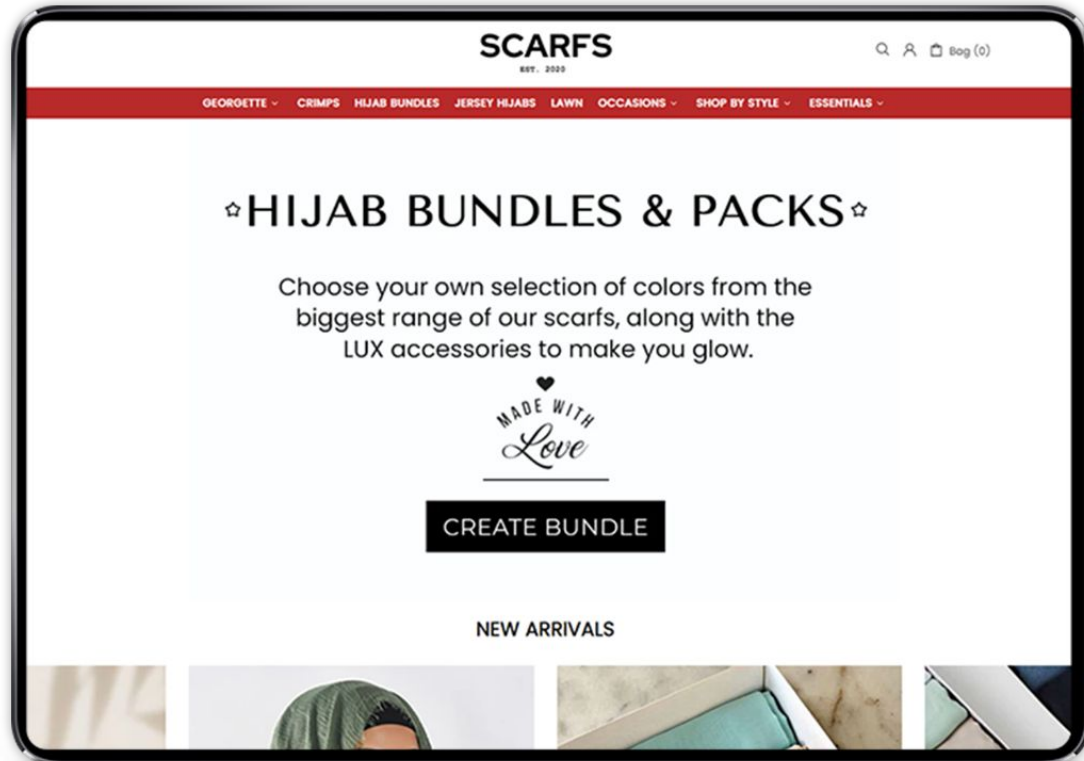 SCARFS
EST. 2020
Bag (0)
GEORGETTE CRIMPS HIJAB BUNDLES JERSEY HIJABS LAWN OCCASIONS SHOP BY STYLE ESSENTIALS
HIJAB BUNDLES & PACKS
Choose your own selection of colors from the
biggest range of our scarfs, along with the
LUX accessories to make you glow.
MADE WITH
Love
CREATE BUNDLE
NEW ARRIVALS